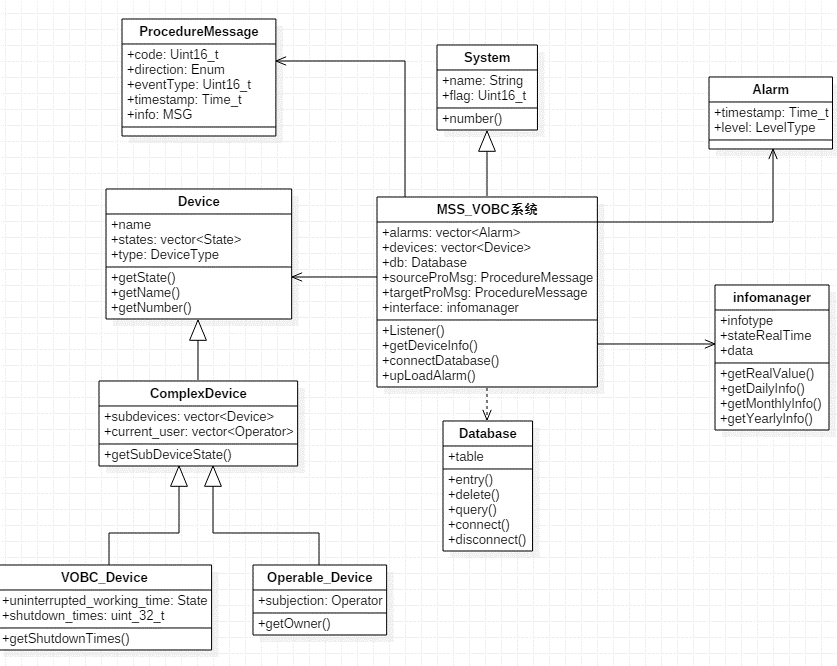 ProcedureMessage
+code: Uint16_t
+direction: Enum
+eventType: Uint16_t
+timestamp: Time_t
+info: MSG
System
+name: String
+flag: Uint16_t
+number()
Alarm
+timestamp: Time_t
+level: LevelType
Device
+name
+states: vector<State>
+type: DeviceType
+getState()
+getName()
+getNumber()
MSS_VOBC系统
+alarms: vector<Alarm>
+devices: vector<Device>
+db: Database
+sourceProMsg: ProcedureMessage
+targetProMsg: ProcedureMessage
+interface: infomanager
+Listener()
+getDeviceInfo()
+connectDatabase()
+upLoadAlarm()
infomanager
+infotype
+stateRealTime
+data
+getRealValue()
+getDailyInfo()
+getMonthlyInfo()
+getYearlyInfo()
ComplexDevice
+subdevices: vector<Device>
+current_user: vector<Operator>
+getSubDeviceState()
Database
+table
+entry()
+delete()
+query()
+connect()
+disconnect()
VOBC_Device
+uninterrupted_working_time: State
+shutdown_times: uint_32_t
+getShutdownTimes()
Operable_Device
+subjection: Operator
+getOwner()